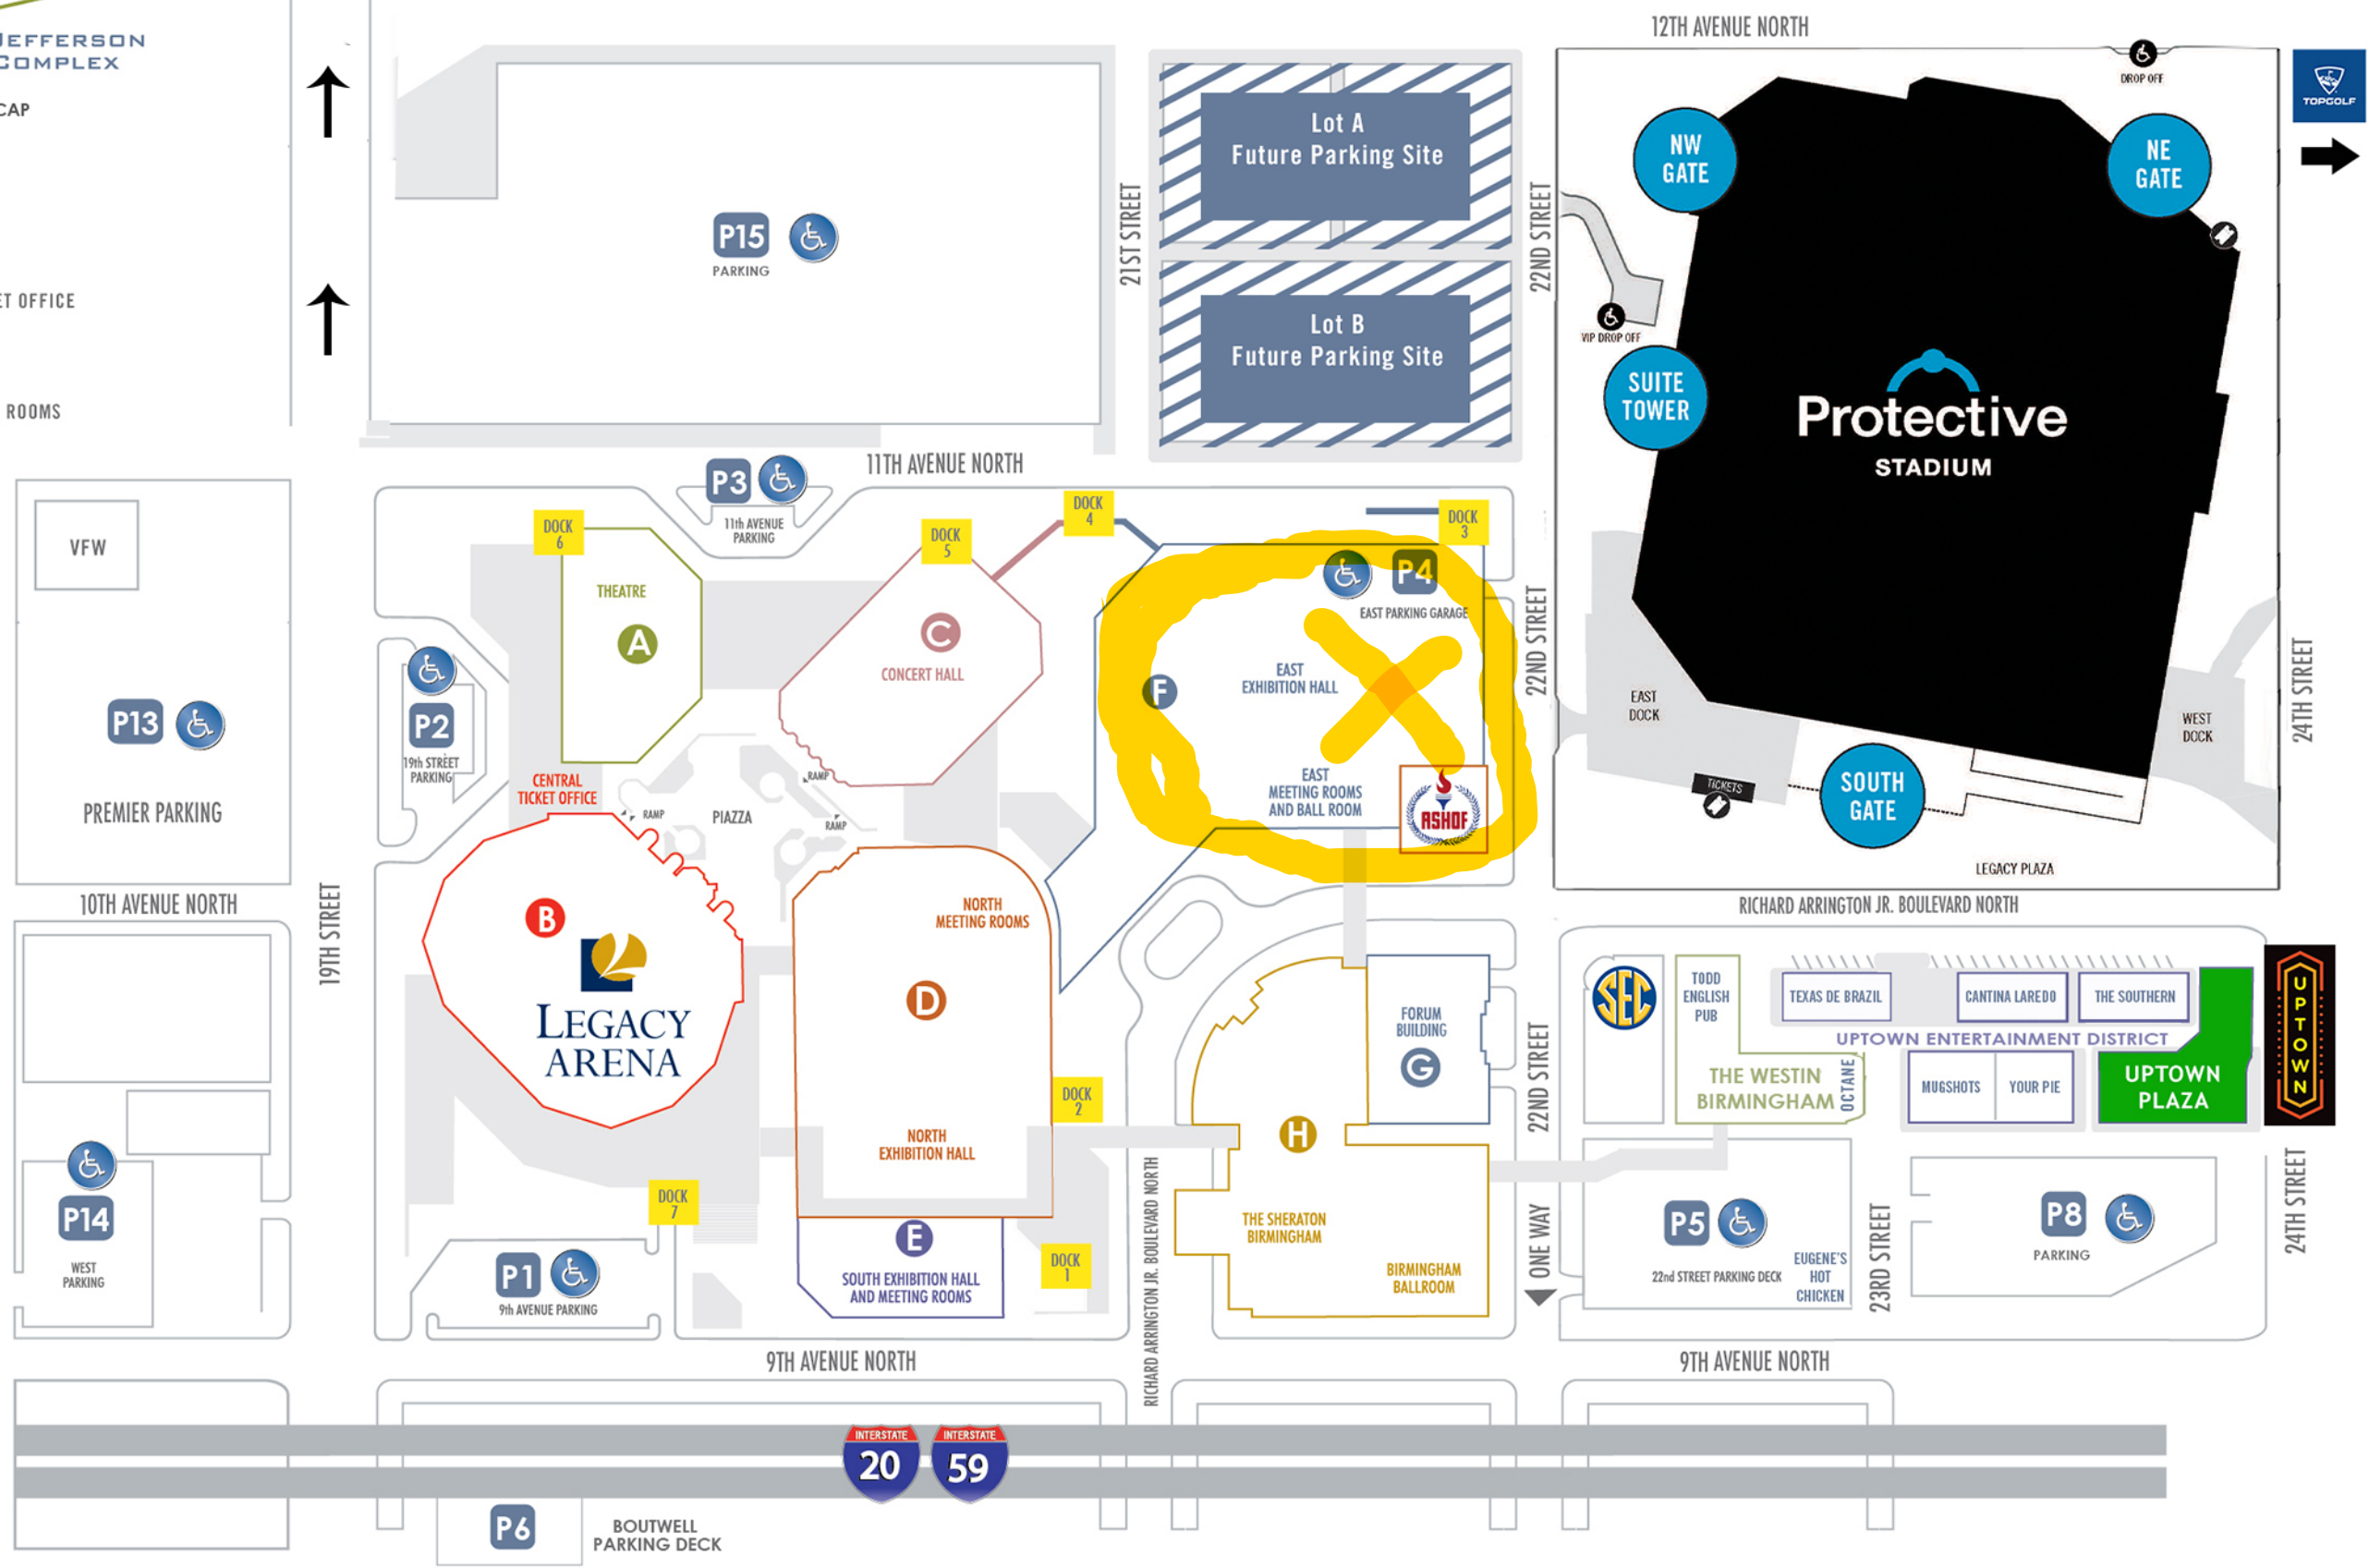 JEFFERSON
COMPLEX
CAP
ET OFFICE
ROOMS
12TH AVENUE NORTH
DROP OFF
TOPGOLF
Lot A
Future Parking Site
NW
GATE
NE
GATE
P15
PARKING
21ST STREET
22ND STREET
Lot B
Future Parking Site
VIP DROP OFF
SUITE
TOWER
Protective
STADIUM
11TH AVENUE NORTH
P3
11th AVENUE
PARKING
DOCK
6
DOCK
5
DOCK
4
DOCK
3
VFW
THEATRE
A
C
CONCERT HALL
P4
EAST PARKING GARAGE
F
EAST
EXHIBITION HALL
22ND STREET
EAST
DOCK
WEST
DOCK
24TH STREET
P13
PREMIER PARKING
P2
19th STREET
PARKING
CENTRAL
TICKET OFFICE
RAMP
PIAZZA
RAMP
RAMP
EAST
MEETING ROOMS
AND BALL ROOM
ASHOF
TICKETS
SOUTH
GATE
LEGACY PLAZA
10TH AVENUE NORTH
19TH STREET
B
LEGACY
ARENA
NORTH
MEETING ROOMS
D
NORTH
EXHIBITION HALL
RICHARD ARRINGTON JR. BOULEVARD NORTH
FORUM
BUILDING
G
22ND STREET
SEC
TODD
ENGLISH
PUB
TEXAS DE BRAZIL
CANTINA LAREDO
THE SOUTHERN
UPTOWN ENTERTAINMENT DISTRICT
THE WESTIN
BIRMINGHAM
OCTANE
MUGSHOTS
YOUR PIE
UPTOWN
PLAZA
UPTOWN
DOCK
2
H
P14
WEST
PARKING
DOCK
7
E
SOUTH EXHIBITION HALL
AND MEETING ROOMS
DOCK
1
P1
9th AVENUE PARKING
RICHARD ARRINGTON JR. BOULEVARD NORTH
THE SHERATON
BIRMINGHAM
BIRMINGHAM
BALLROOM
ONE WAY
P5
22nd STREET PARKING DECK
EUGENE'S
HOT
CHICKEN
23RD STREET
P8
PARKING
24TH STREET
9TH AVENUE NORTH
9TH AVENUE NORTH
INTERSTATE
20
INTERSTATE
59
P6
BOUTWELL
PARKING DECK